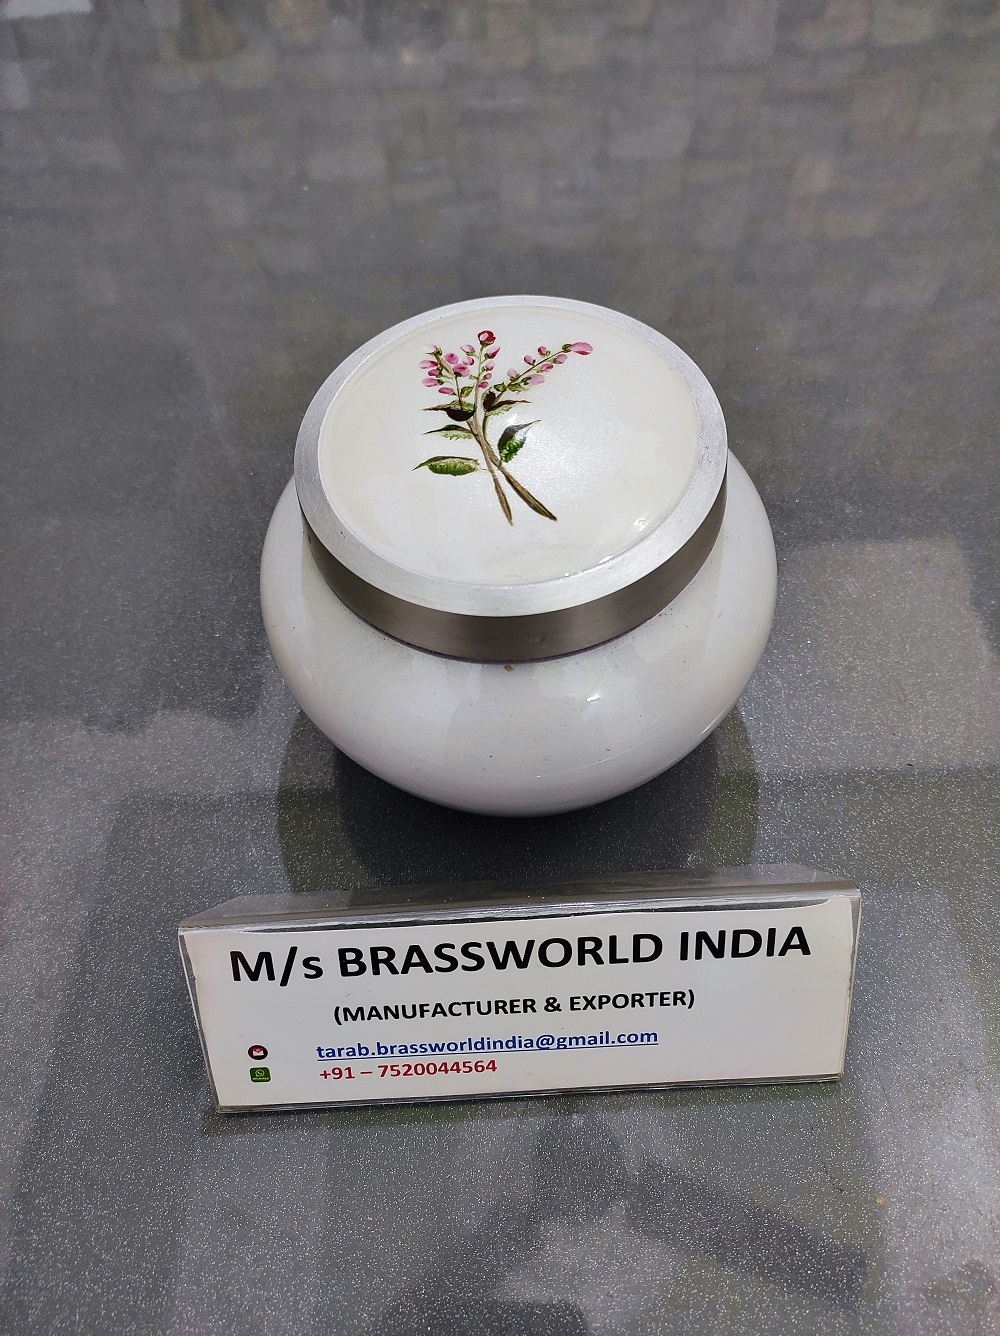 M/s BRASSWORLD INDIA
(MANUFACTURER & EXPORTER)
tarab.brassworldindia@gmail.com
+91 – 7520044564